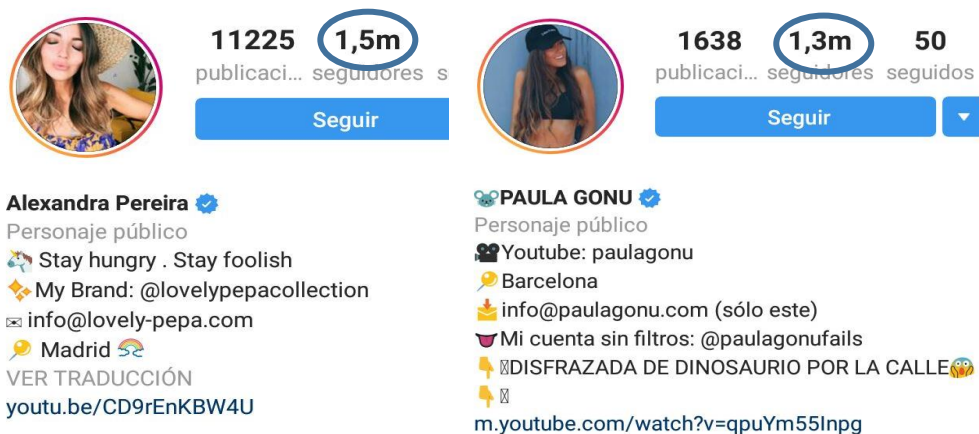 11225 1,5m
publicaci... seguidores s
Seguir
Alexandra Pereira
Personaje público
🦄 Stay hungry . Stay foolish
✨ My Brand: @lovelypepacollection
✉ info@lovely-pepa.com
📍 Madrid 🌈
VER TRADUCCIÓN
youtu.be/CD9rEnKBW4U
1638 1,3m 50
publicaci... seguidores seguidos
Seguir
🐭PAULA GONU
Personaje público
🎥Youtube: paulagonu
📍Barcelona
📩info@paulagonu.com (sólo este)
👅Mi cuenta sin filtros: @paulagonufails
👇DISFRAZADA DE DINOSAURIO POR LA CALLE😱
👇
m.youtube.com/watch?v=qpuYm55Inpg